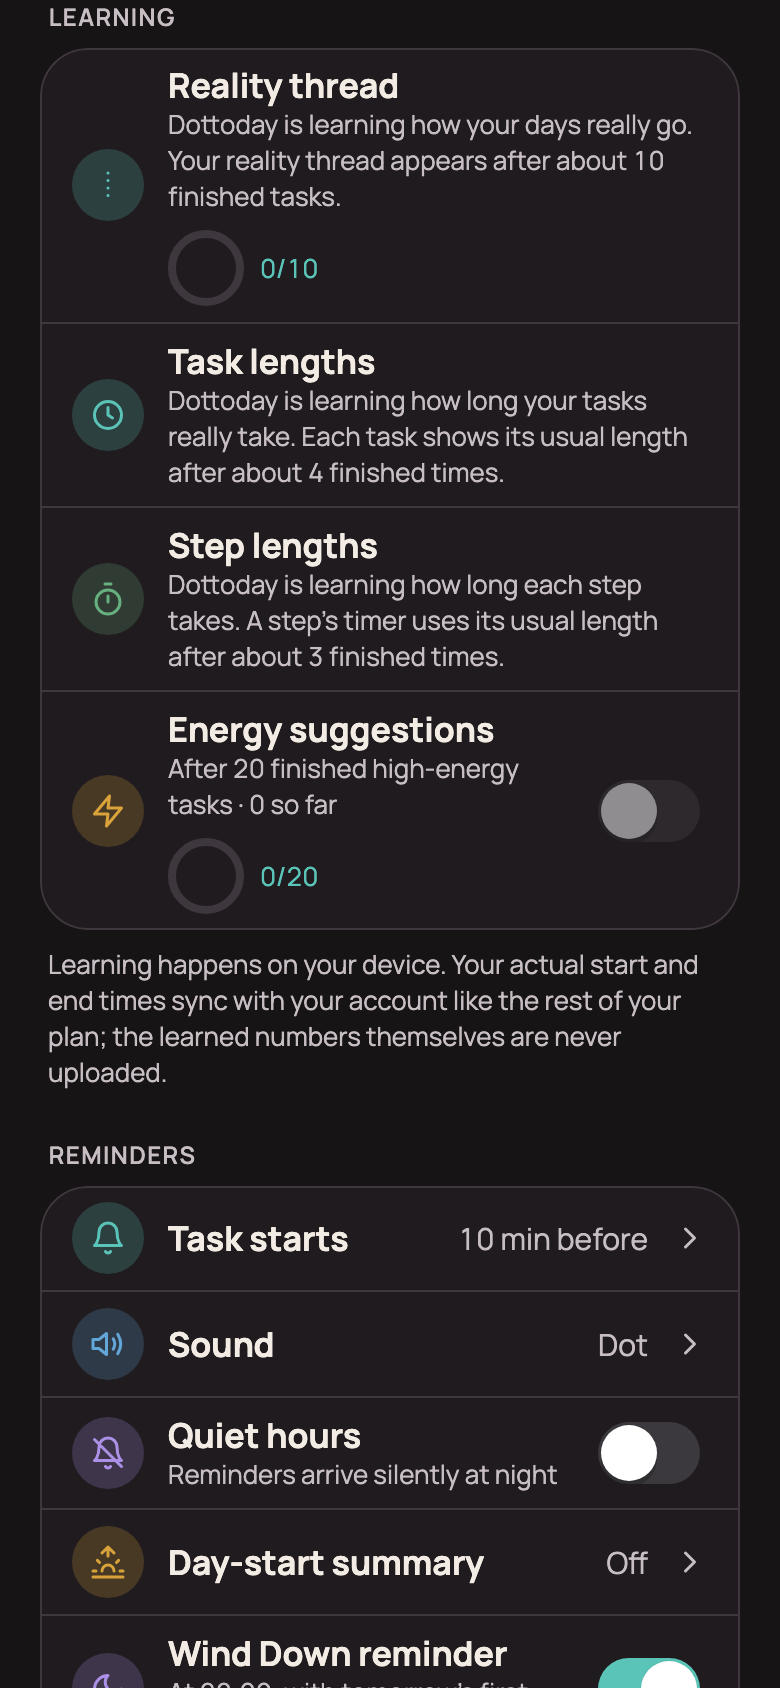 LEARNING
Reality thread
Dottoday is learning how your days really go.
Your reality thread appears after about 10
finished tasks.
0/10
Task lengths
Dottoday is learning how long your tasks
really take. Each task shows its usual length
after about 4 finished times.
Step lengths
Dottoday is learning how long each step
takes. A step’s timer uses its usual length
after about 3 finished times.
Energy suggestions
After 20 finished high-energy
tasks · 0 so far
0/20
Learning happens on your device. Your actual start and
end times sync with your account like the rest of your
plan; the learned numbers themselves are never
uploaded.
REMINDERS
Task starts 10 min before
Sound Dot
Quiet hours
Reminders arrive silently at night
Day-start summary Off
Wind Down reminder